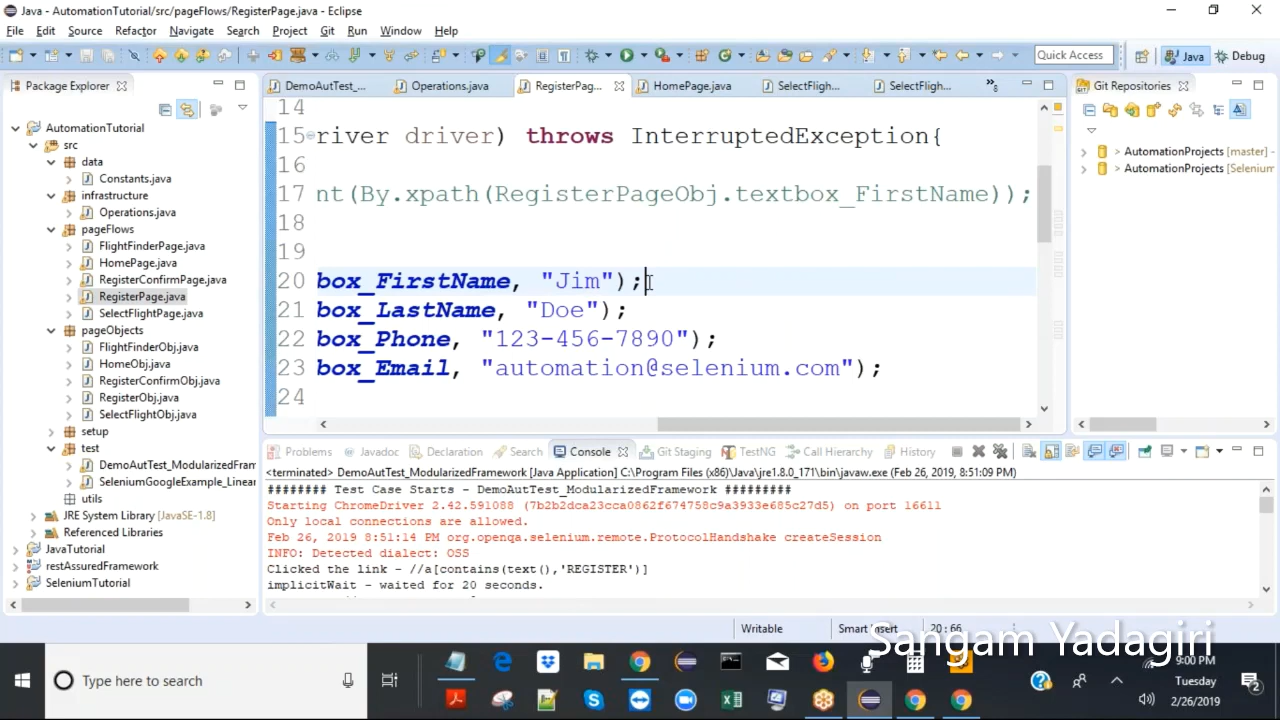 Java - AutomationTutorial/src/pageFlows/RegisterPage.java - Eclipse
File Edit Source Refactor Navigate Search Project Git Run Window Help
Quick Access Java Debug
Package Explorer
DemoAutTest_... Operations.java RegisterPag... HomePage.java SelectFligh... SelectFligh... »8
Git Repositories
AutomationTutorial
src
data
Constants.java
infrastructure
Operations.java
pageFlows
FlightFinderPage.java
HomePage.java
RegisterConfirmPage.java
RegisterPage.java
SelectFlightPage.java
pageObjects
FlightFinderObj.java
HomeObj.java
RegisterConfirmObj.java
RegisterObj.java
SelectFlightObj.java
setup
test
DemoAutTest_ModularizedFram
SeleniumGoogleExample_Linear
utils
JRE System Library [JavaSE-1.8]
Referenced Libraries
JavaTutorial
restAssuredFramework
SeleniumTutorial
14
15 river driver) throws InterruptedException{
16
17 nt(By.xpath(RegisterPageObj.textbox_FirstName));
18
19
20 box_FirstName, "Jim");
21 box_LastName, "Doe");
22 box_Phone, "123-456-7890");
23 box_Email, "automation@selenium.com");
24
> AutomationProjects [master] -
> AutomationProjects [Selenium
Problems Javadoc Declaration Search Console Git Staging TestNG Call Hierarchy History
<terminated> DemoAutTest_ModularizedFramework [Java Application] C:\Program Files (x86)\Java\jre1.8.0_171\bin\javaw.exe (Feb 26, 2019, 8:51:09 PM)
######## Test Case Starts - DemoAutTest_ModularizedFramework #########
Starting ChromeDriver 2.42.591088 (7b2b2dca23cca0862f674758c9a3933e685c27d5) on port 16611
Only local connections are allowed.
Feb 26, 2019 8:51:14 PM org.openqa.selenium.remote.ProtocolHandshake createSession
INFO: Detected dialect: OSS
Clicked the link - //a[contains(text(),'REGISTER')]
implicitWait - waited for 20 seconds.
Writable Smart Insert 20 : 66
Sangam Yadagiri
Type here to search
9:00 PM
Tuesday
2/26/2019
2